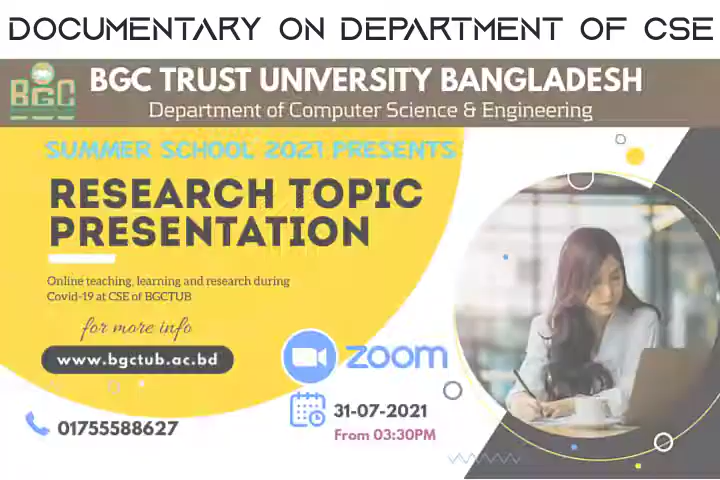 DOCUMENTARY ON DEPARTMENT OF CSE
BGC
BGC TRUST UNIVERSITY BANGLADESH
Department of Computer Science & Engineering
SUMMER SCHOOL 2021 PRESENTS
RESEARCH TOPIC
PRESENTATION
Online teaching, learning and research during
Covid-19 at CSE of BGCTUB
for more info
www.bgctub.ac.bd
zoom
01755588627
31-07-2021
From 03:30PM